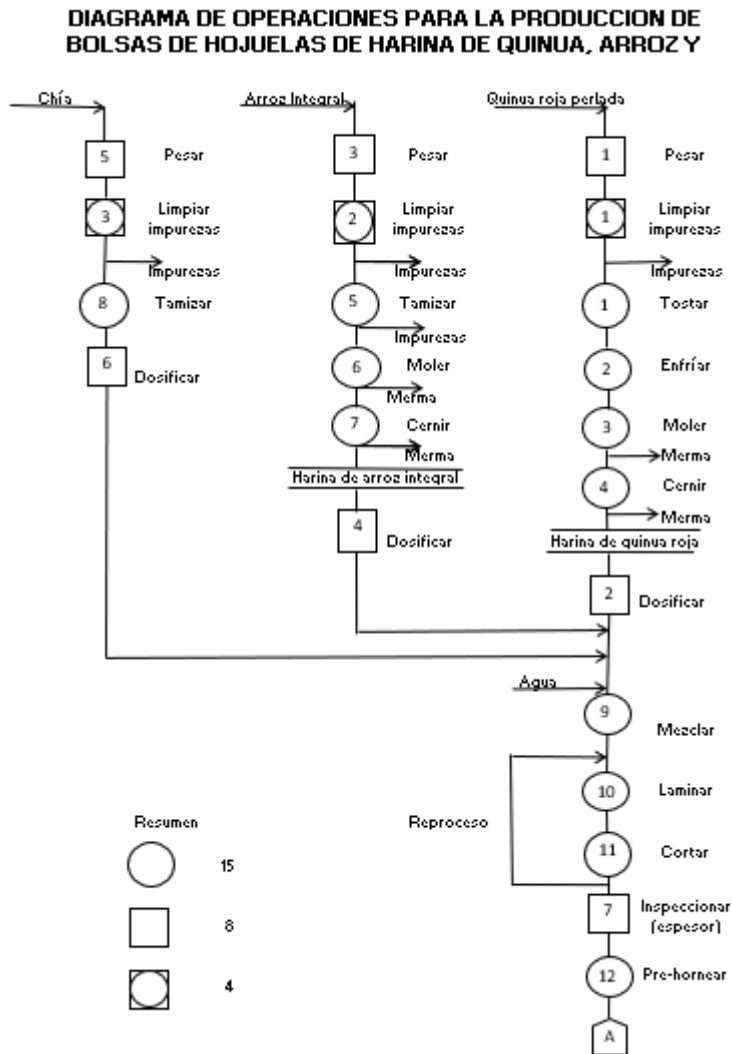 DIAGRAMA DE OPERACIONES PARA LA PRODUCCION DE
BOLSAS DE HOJUELAS DE HARINA DE QUINUA, ARROZ Y
Chía
Arroz Integral
Quinua roja perlada
5
Pesar
3
Pesar
1
Pesar
3
Limpiar
impurezas
2
Limpiar
impurezas
1
Limpiar
impurezas
Impurezas
Impurezas
Impurezas
8
Tamizar
5
Tamizar
1
Tostar
Impurezas
6
Dosificar
6
Moler
2
Enfríar
Merma
7
Cernir
3
Moler
Merma
Merma
Harina de arroz integral
4
Cernir
Merma
4
Dosificar
Harina de quinua roja
2
Dosificar
Agua
9
Mezclar
10
Laminar
Resumen
Reproceso
15
11
Cortar
8
7
Inspeccionar
(espesor)
4
12
Pre-hornear
A